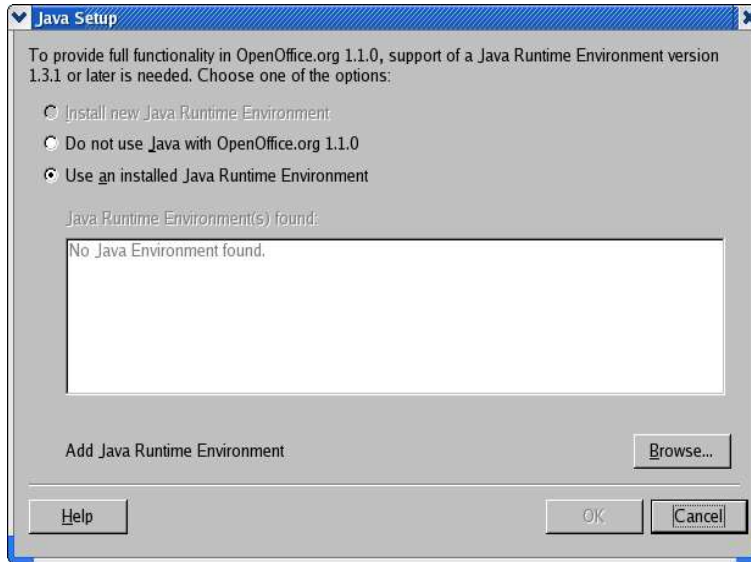 Java Setup
To provide full functionality in OpenOffice.org 1.1.0, support of a Java Runtime Environment version
1.3.1 or later is needed. Choose one of the options:
Install new Java Runtime Environment
Do not use Java with OpenOffice.org 1.1.0
Use an installed Java Runtime Environment
Java Runtime Environment(s) found:
No Java Environment found.
Add Java Runtime Environment
Browse...
Help
OK
Cancel